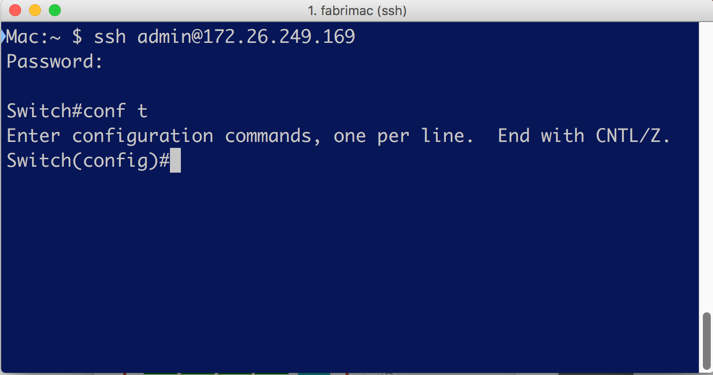 1. fabrimac (ssh)
Mac:~ $ ssh admin@172.26.249.169
Password:
Switch#conf t
Enter configuration commands, one per line.  End with CNTL/Z.
Switch(config)#